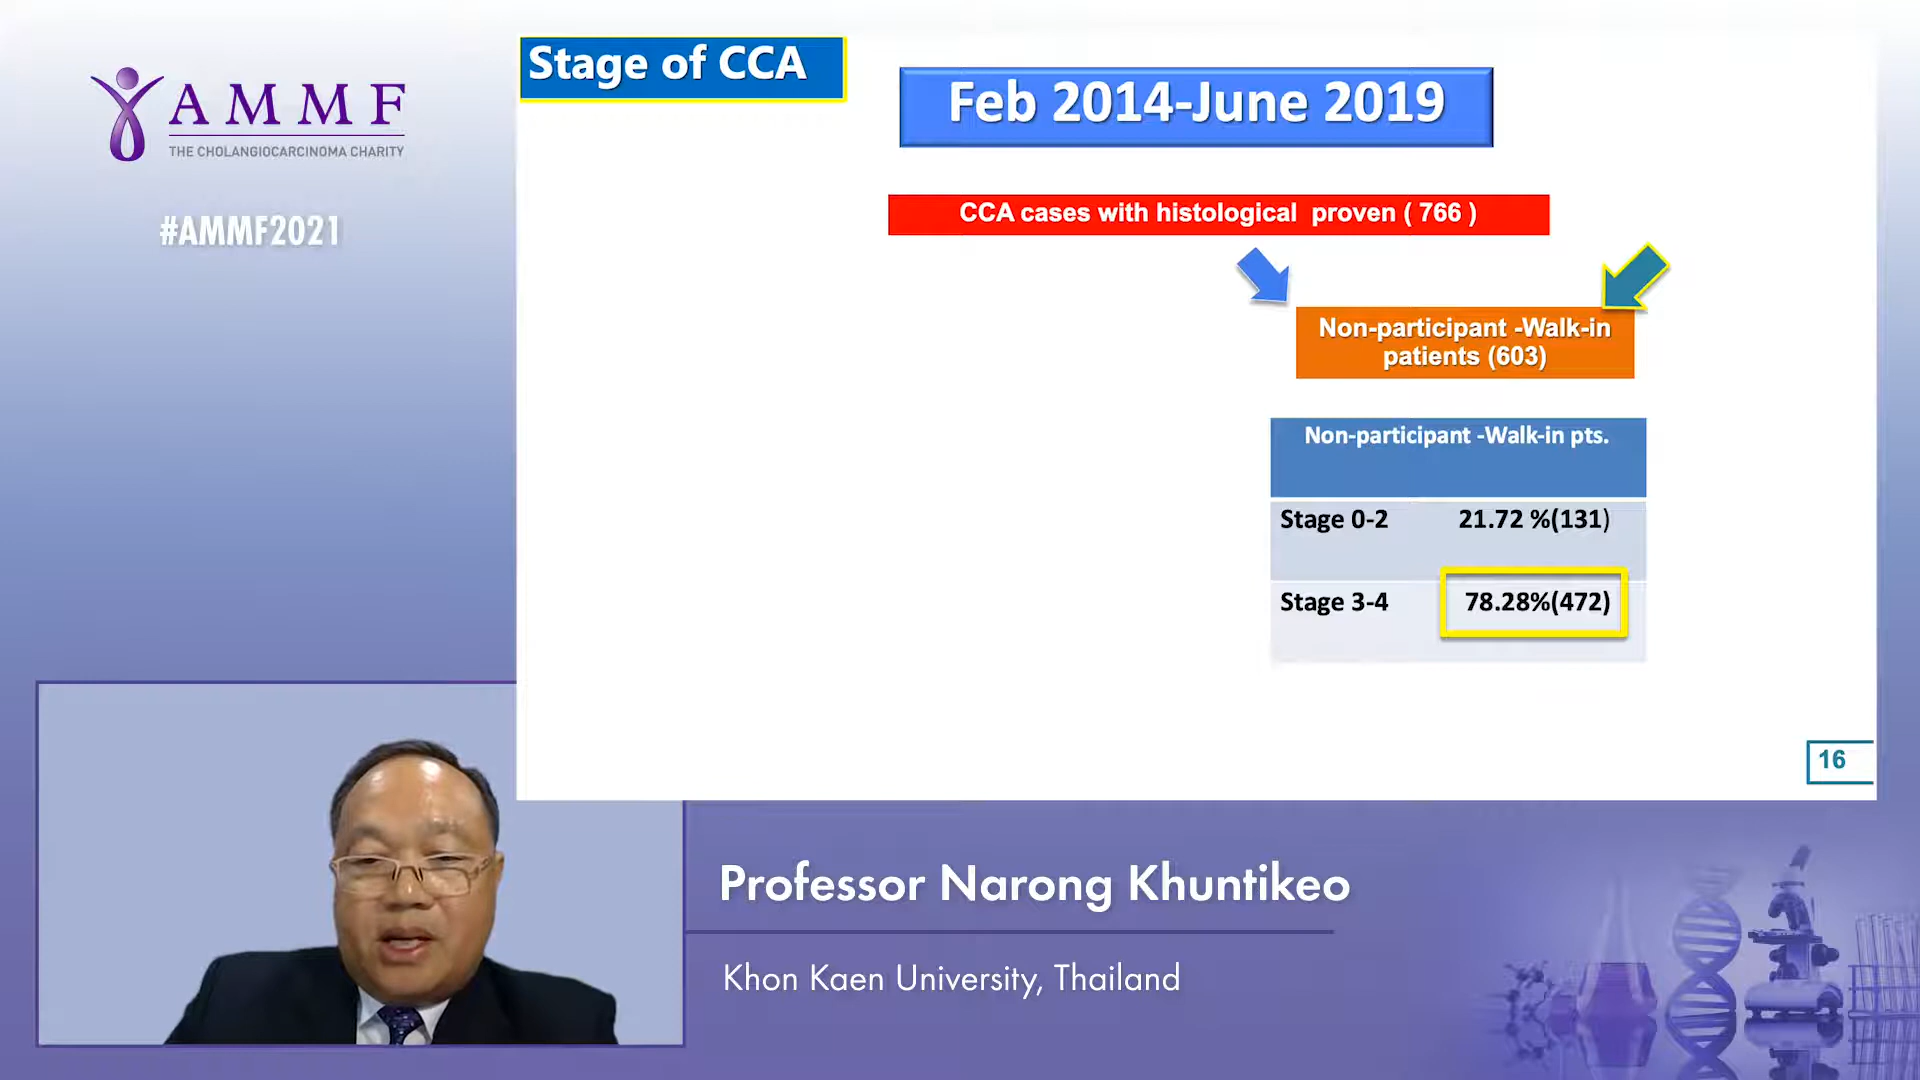 AMMF
THE CHOLANGIOCARCINOMA CHARITY
#AMMF2021
Stage of CCA
Feb 2014-June 2019
CCA cases with histological proven ( 766 )
Non-participant -Walk-in
patients (603)
Non-participant -Walk-in pts.
Stage 0-2 21.72 %(131)
Stage 3-4 78.28%(472)
16
Professor Narong Khuntikeo
Khon Kaen University, Thailand